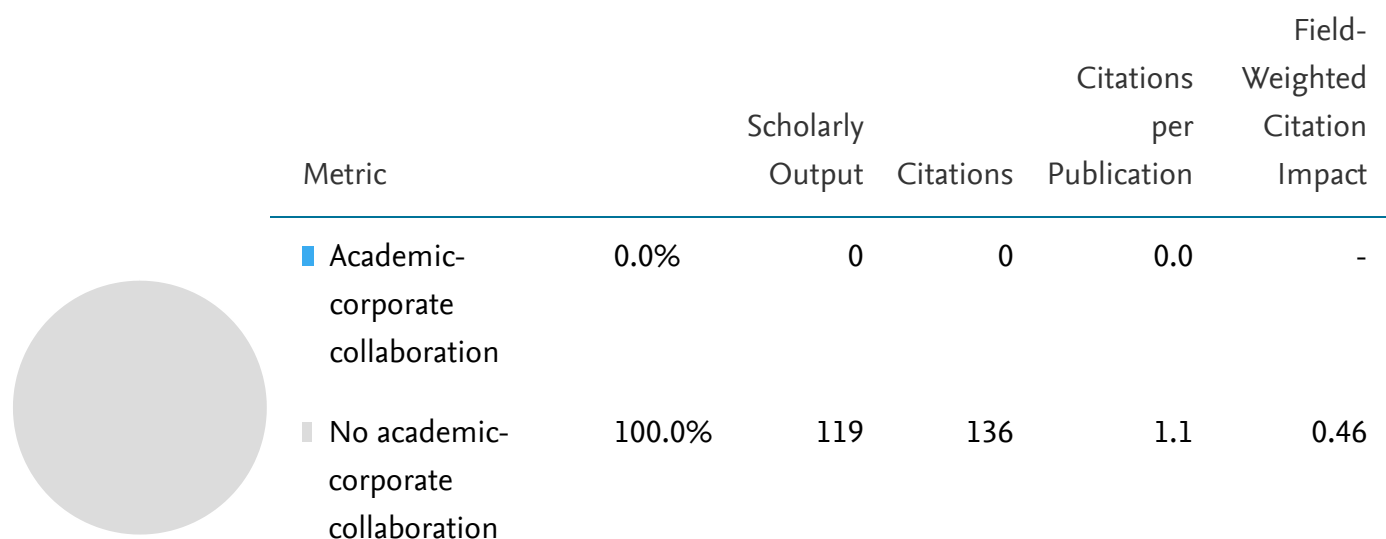 Field-
Citations Weighted
Scholarly per Citation
Metric Output Citations Publication Impact
Academic- 0.0% 0 0 0.0 -
corporate
collaboration
No academic- 100.0% 119 136 1.1 0.46
corporate
collaboration